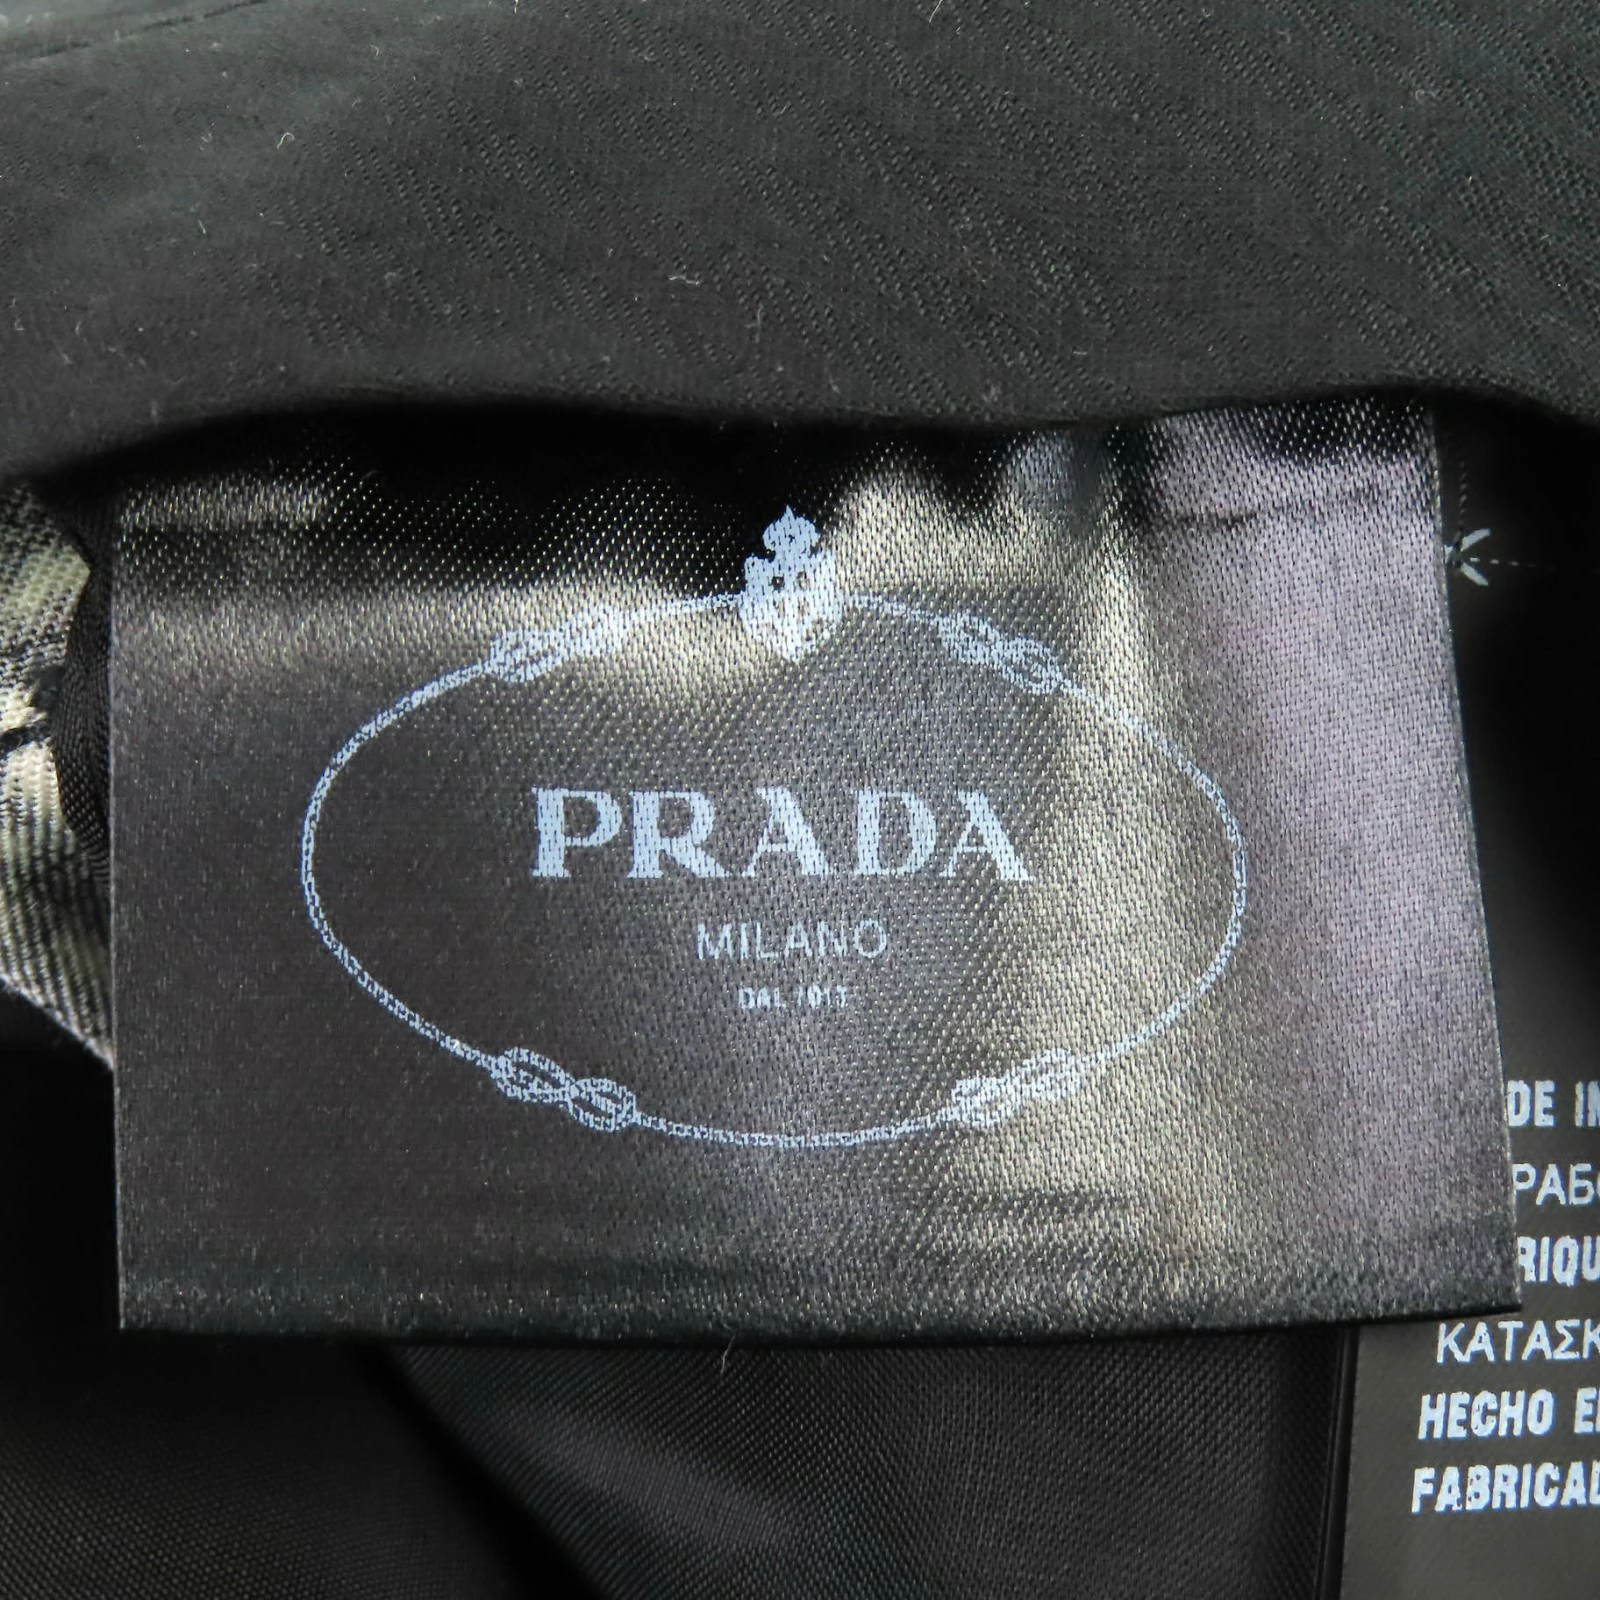 PRADA
MILANO
DAL 1913
DE IN
РАБО
RIQU
ΚΑΤΑΣΚ
HECHO E
FABRICAD